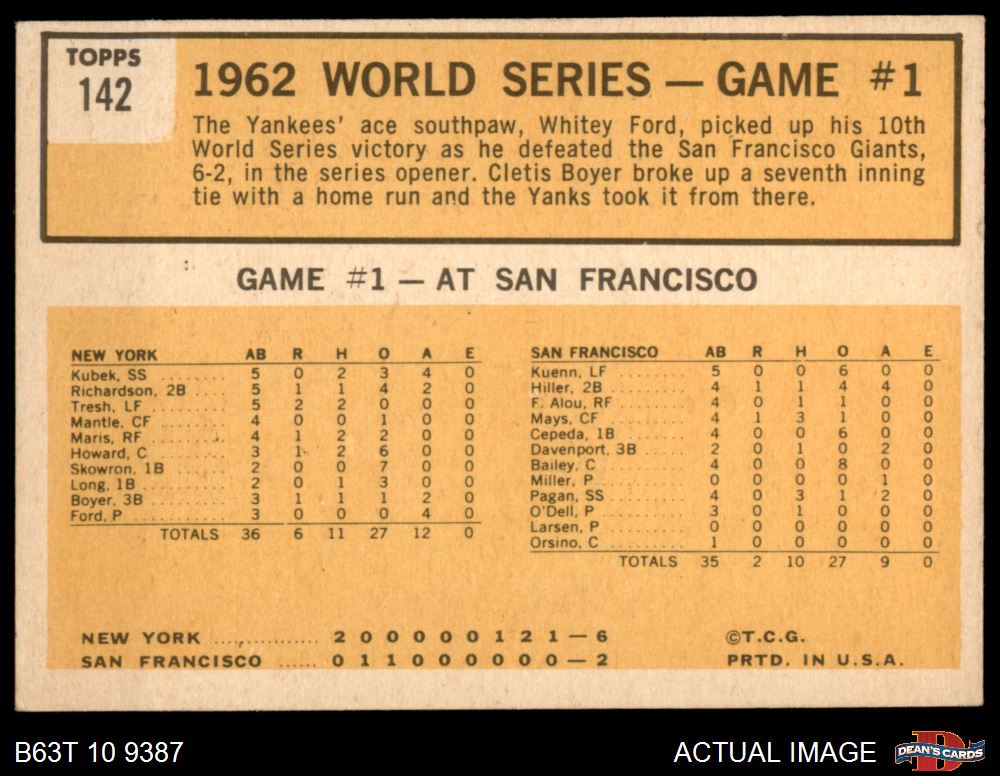 TOPPS
142
1962 WORLD SERIES — GAME #1
The Yankees' ace southpaw, Whitey Ford, picked up his 10th
World Series victory as he defeated the San Francisco Giants,
6-2, in the series opener. Cletis Boyer broke up a seventh inning
tie with a home run and the Yanks took it from there.
GAME #1 — AT SAN FRANCISCO
NEW YORK AB R H O A E
Kubek, SS ........ 5 0 2 3 4 0
Richardson, 2B .... 5 1 1 4 2 0
Tresh, LF ........ 5 2 2 0 0 0
Mantle, CF ........ 4 0 0 1 0 0
Maris, RF ........ 4 1 2 2 0 0
Howard, C ........ 3 1 2 6 0 0
Skowron, 1B ...... 2 0 0 7 0 0
Long, 1B ........ 2 0 1 3 0 0
Boyer, 3B ........ 3 1 1 1 2 0
Ford, P .......... 3 0 0 0 4 0
TOTALS 36 6 11 27 12 0
SAN FRANCISCO AB R H O A E
Kuenn, LF ........ 5 0 0 6 0 0
Hiller, 2B ........ 4 1 1 4 4 0
F. Alou, RF ...... 4 0 1 1 0 0
Mays, CF ........ 4 1 3 1 0 0
Cepeda, 1B ...... 4 0 0 6 0 0
Davenport, 3B .... 2 0 1 0 2 0
Bailey, C ........ 4 0 0 8 0 0
Miller, P ........ 0 0 0 0 1 0
Pagan, SS ........ 4 0 3 1 2 0
O'Dell, P ........ 3 0 1 0 0 0
Larsen, P ........ 0 0 0 0 0 0
Orsino, C ........ 1 0 0 0 0 0
TOTALS 35 2 10 27 9 0
NEW YORK ............ 2 0 0 0 0 0 1 2 1 — 6
SAN FRANCISCO ...... 0 1 1 0 0 0 0 0 0 — 2
©T.C.G.
PRTD. IN U.S.A.
B63T 10 9387
ACTUAL IMAGE
DEAN'S CARDS